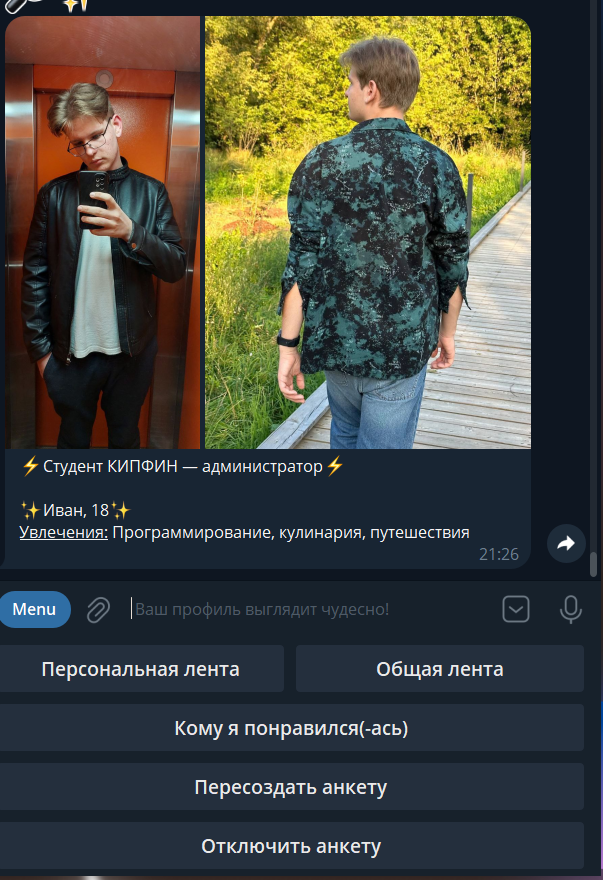 ⚡Студент КИПФИН — администратор⚡
✨Иван, 18✨
Увлечения: Программирование, кулинария, путешествия
21:26
Menu
Ваш профиль выглядит чудесно!
Персональная лента
Общая лента
Кому я понравился(-ась)
Пересоздать анкету
Отключить анкету